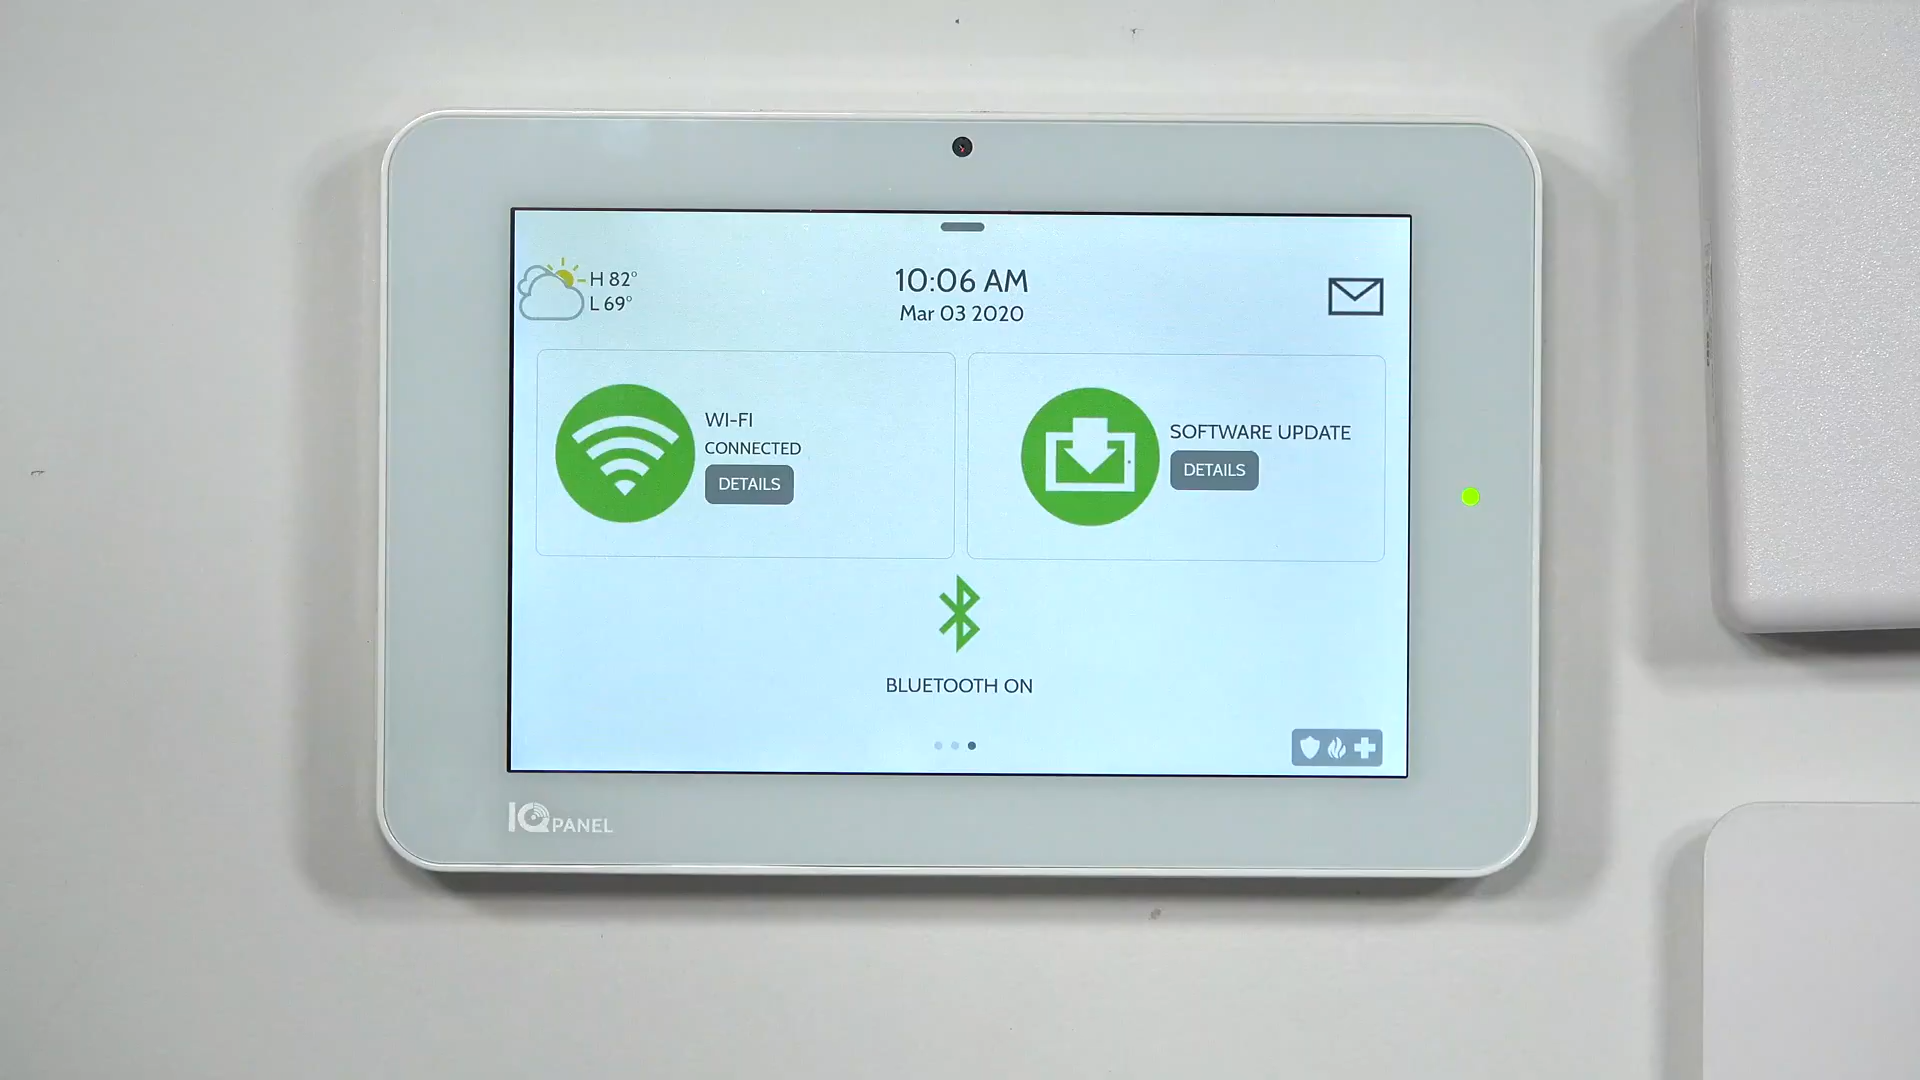 H 82°
L 69°
10:06 AM
Mar 03 2020
WI-FI
CONNECTED
DETAILS
SOFTWARE UPDATE
DETAILS
BLUETOOTH ON
IQ PANEL